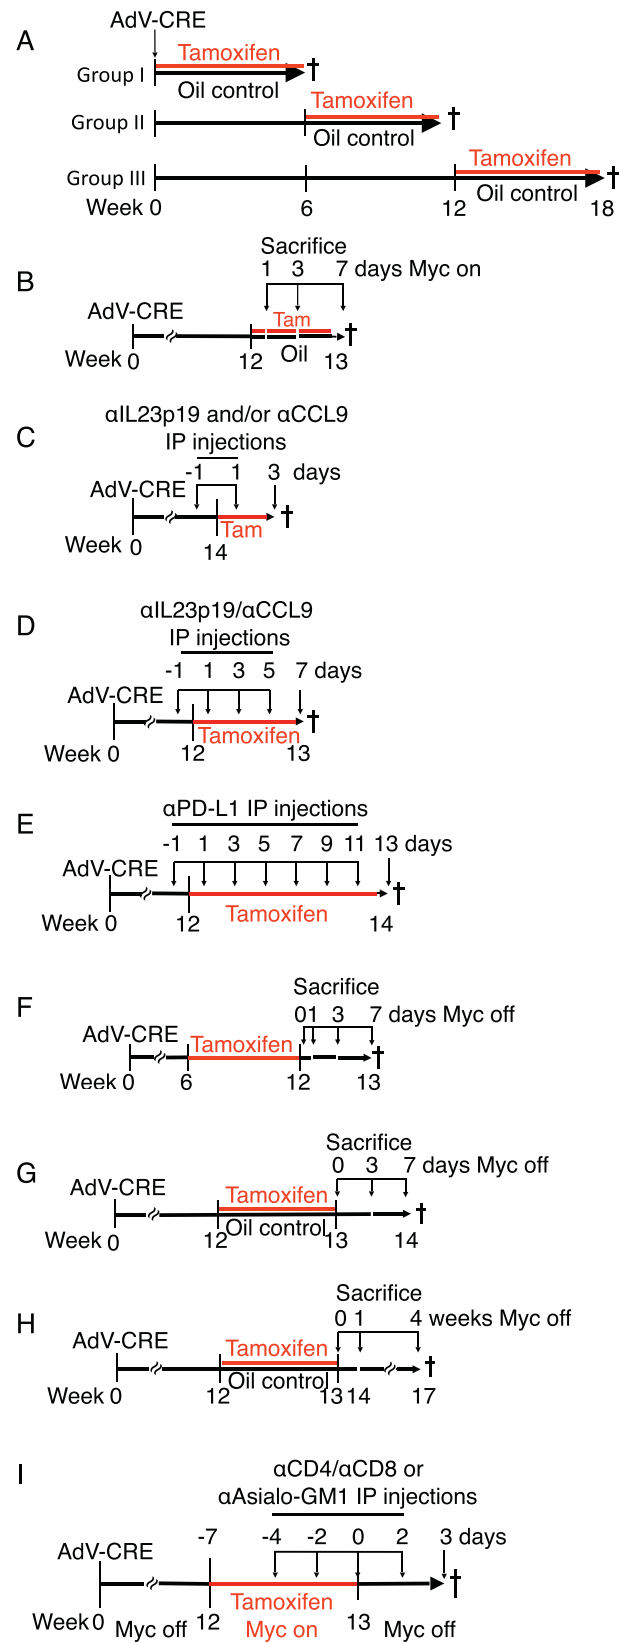 A
AdV-CRE
Group I
Tamoxifen
Oil control
†
Group II
Tamoxifen
Oil control
†
Group III
Tamoxifen
Oil control
†
Week 0 6 12 18
B
Sacrifice
1 3 7 days Myc on
AdV-CRE
Tam
Oil
†
Week 0 12 13
C
αIL23p19 and/or αCCL9
IP injections
-1 1 3 days
AdV-CRE
Tam
†
Week 0 14
D
αIL23p19/αCCL9
IP injections
-1 1 3 5 7 days
AdV-CRE
Tamoxifen
†
Week 0 12 13
E
αPD-L1 IP injections
-1 1 3 5 7 9 11 13 days
AdV-CRE
Tamoxifen
†
Week 0 12 14
F
Sacrifice
01 3 7 days Myc off
AdV-CRE
Tamoxifen
†
Week 0 6 12 13
G
Sacrifice
0 3 7 days Myc off
AdV-CRE
Tamoxifen
Oil control
†
Week 0 12 13 14
H
Sacrifice
0 1 4 weeks Myc off
AdV-CRE
Tamoxifen
Oil control
†
Week 0 12 13 14 17
I
αCD4/αCD8 or
αAsialo-GM1 IP injections
-7 -4 -2 0 2 3 days
AdV-CRE
†
Tamoxifen
Week 0 12 13
Myc off Myc on Myc off